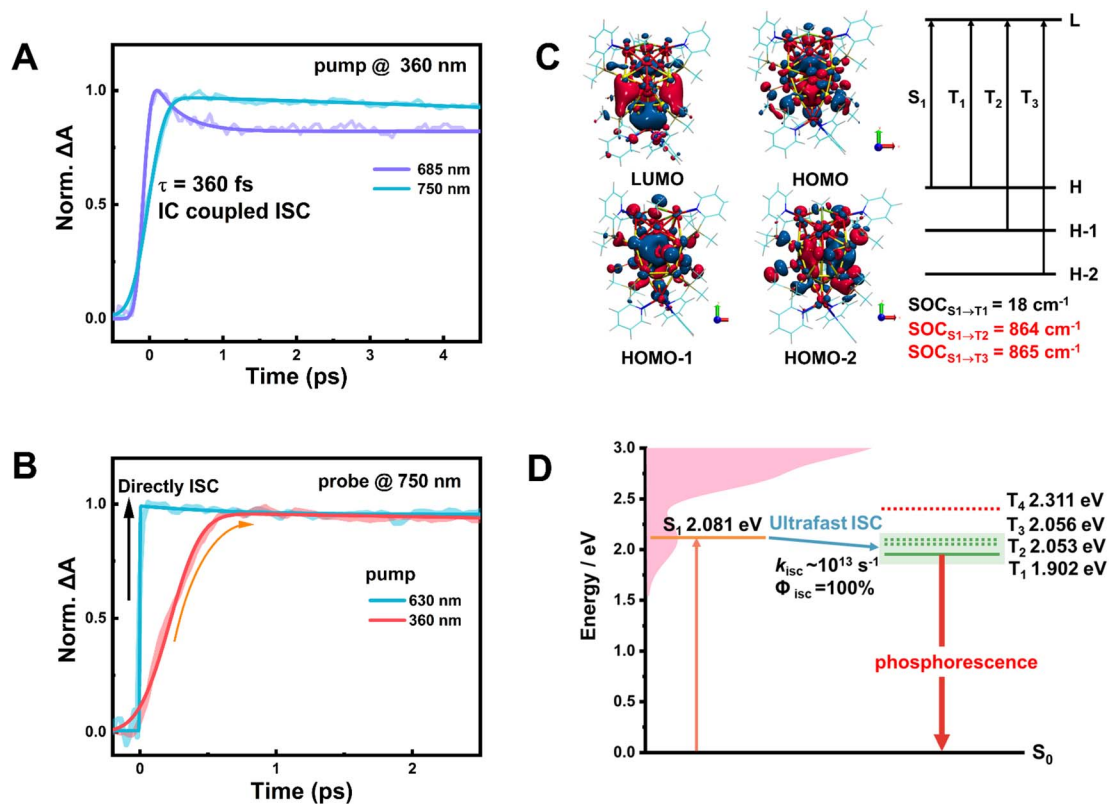 A
pump @ 360 nm
Norm. ΔA
1.0
0.5
0.0
685 nm
750 nm
τ = 360 fs
IC coupled ISC
0
1
2
3
4
Time (ps)
B
Directly ISC
probe @ 750 nm
Norm. ΔA
1.0
0.5
0.0
pump
630 nm
360 nm
0
1
2
Time (ps)
C
LUMO
HOMO
HOMO-1
HOMO-2
L
S1
T1
T2
T3
H
H-1
H-2
SOCS1→T1 = 18 cm-1
SOCS1→T2 = 864 cm-1
SOCS1→T3 = 865 cm-1
D
Energy / eV
3.0
2.5
2.0
1.5
1.0
0.5
0.0
S1 2.081 eV
Ultrafast ISC
kisc ~10¹³ s-1
Φ isc =100%
T4 2.311 eV
T3 2.056 eV
T2 2.053 eV
T1 1.902 eV
phosphorescence
S0